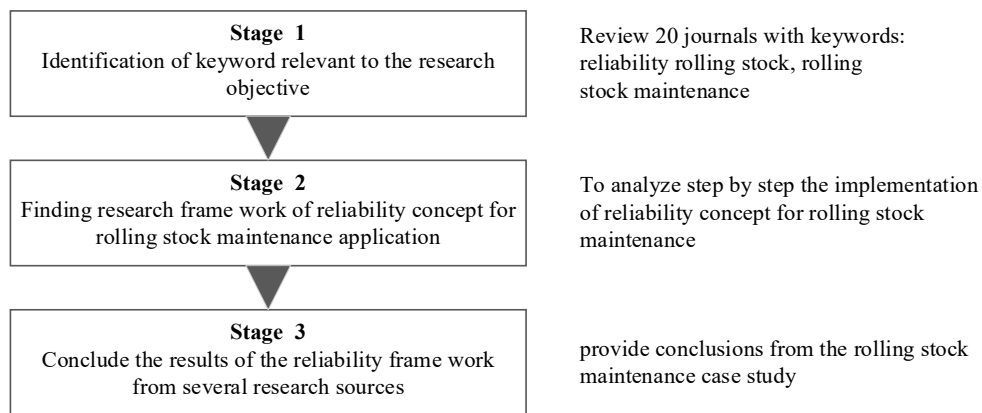 Stage 1
Identification of keyword relevant to the research
objective
Review 20 journals with keywords:
reliability rolling stock, rolling
stock maintenance
Stage 2
Finding research frame work of reliability concept for
rolling stock maintenance application
To analyze step by step the implementation
of reliability concept for rolling stock
maintenance
Stage 3
Conclude the results of the reliability frame work
from several research sources
provide conclusions from the rolling stock
maintenance case study